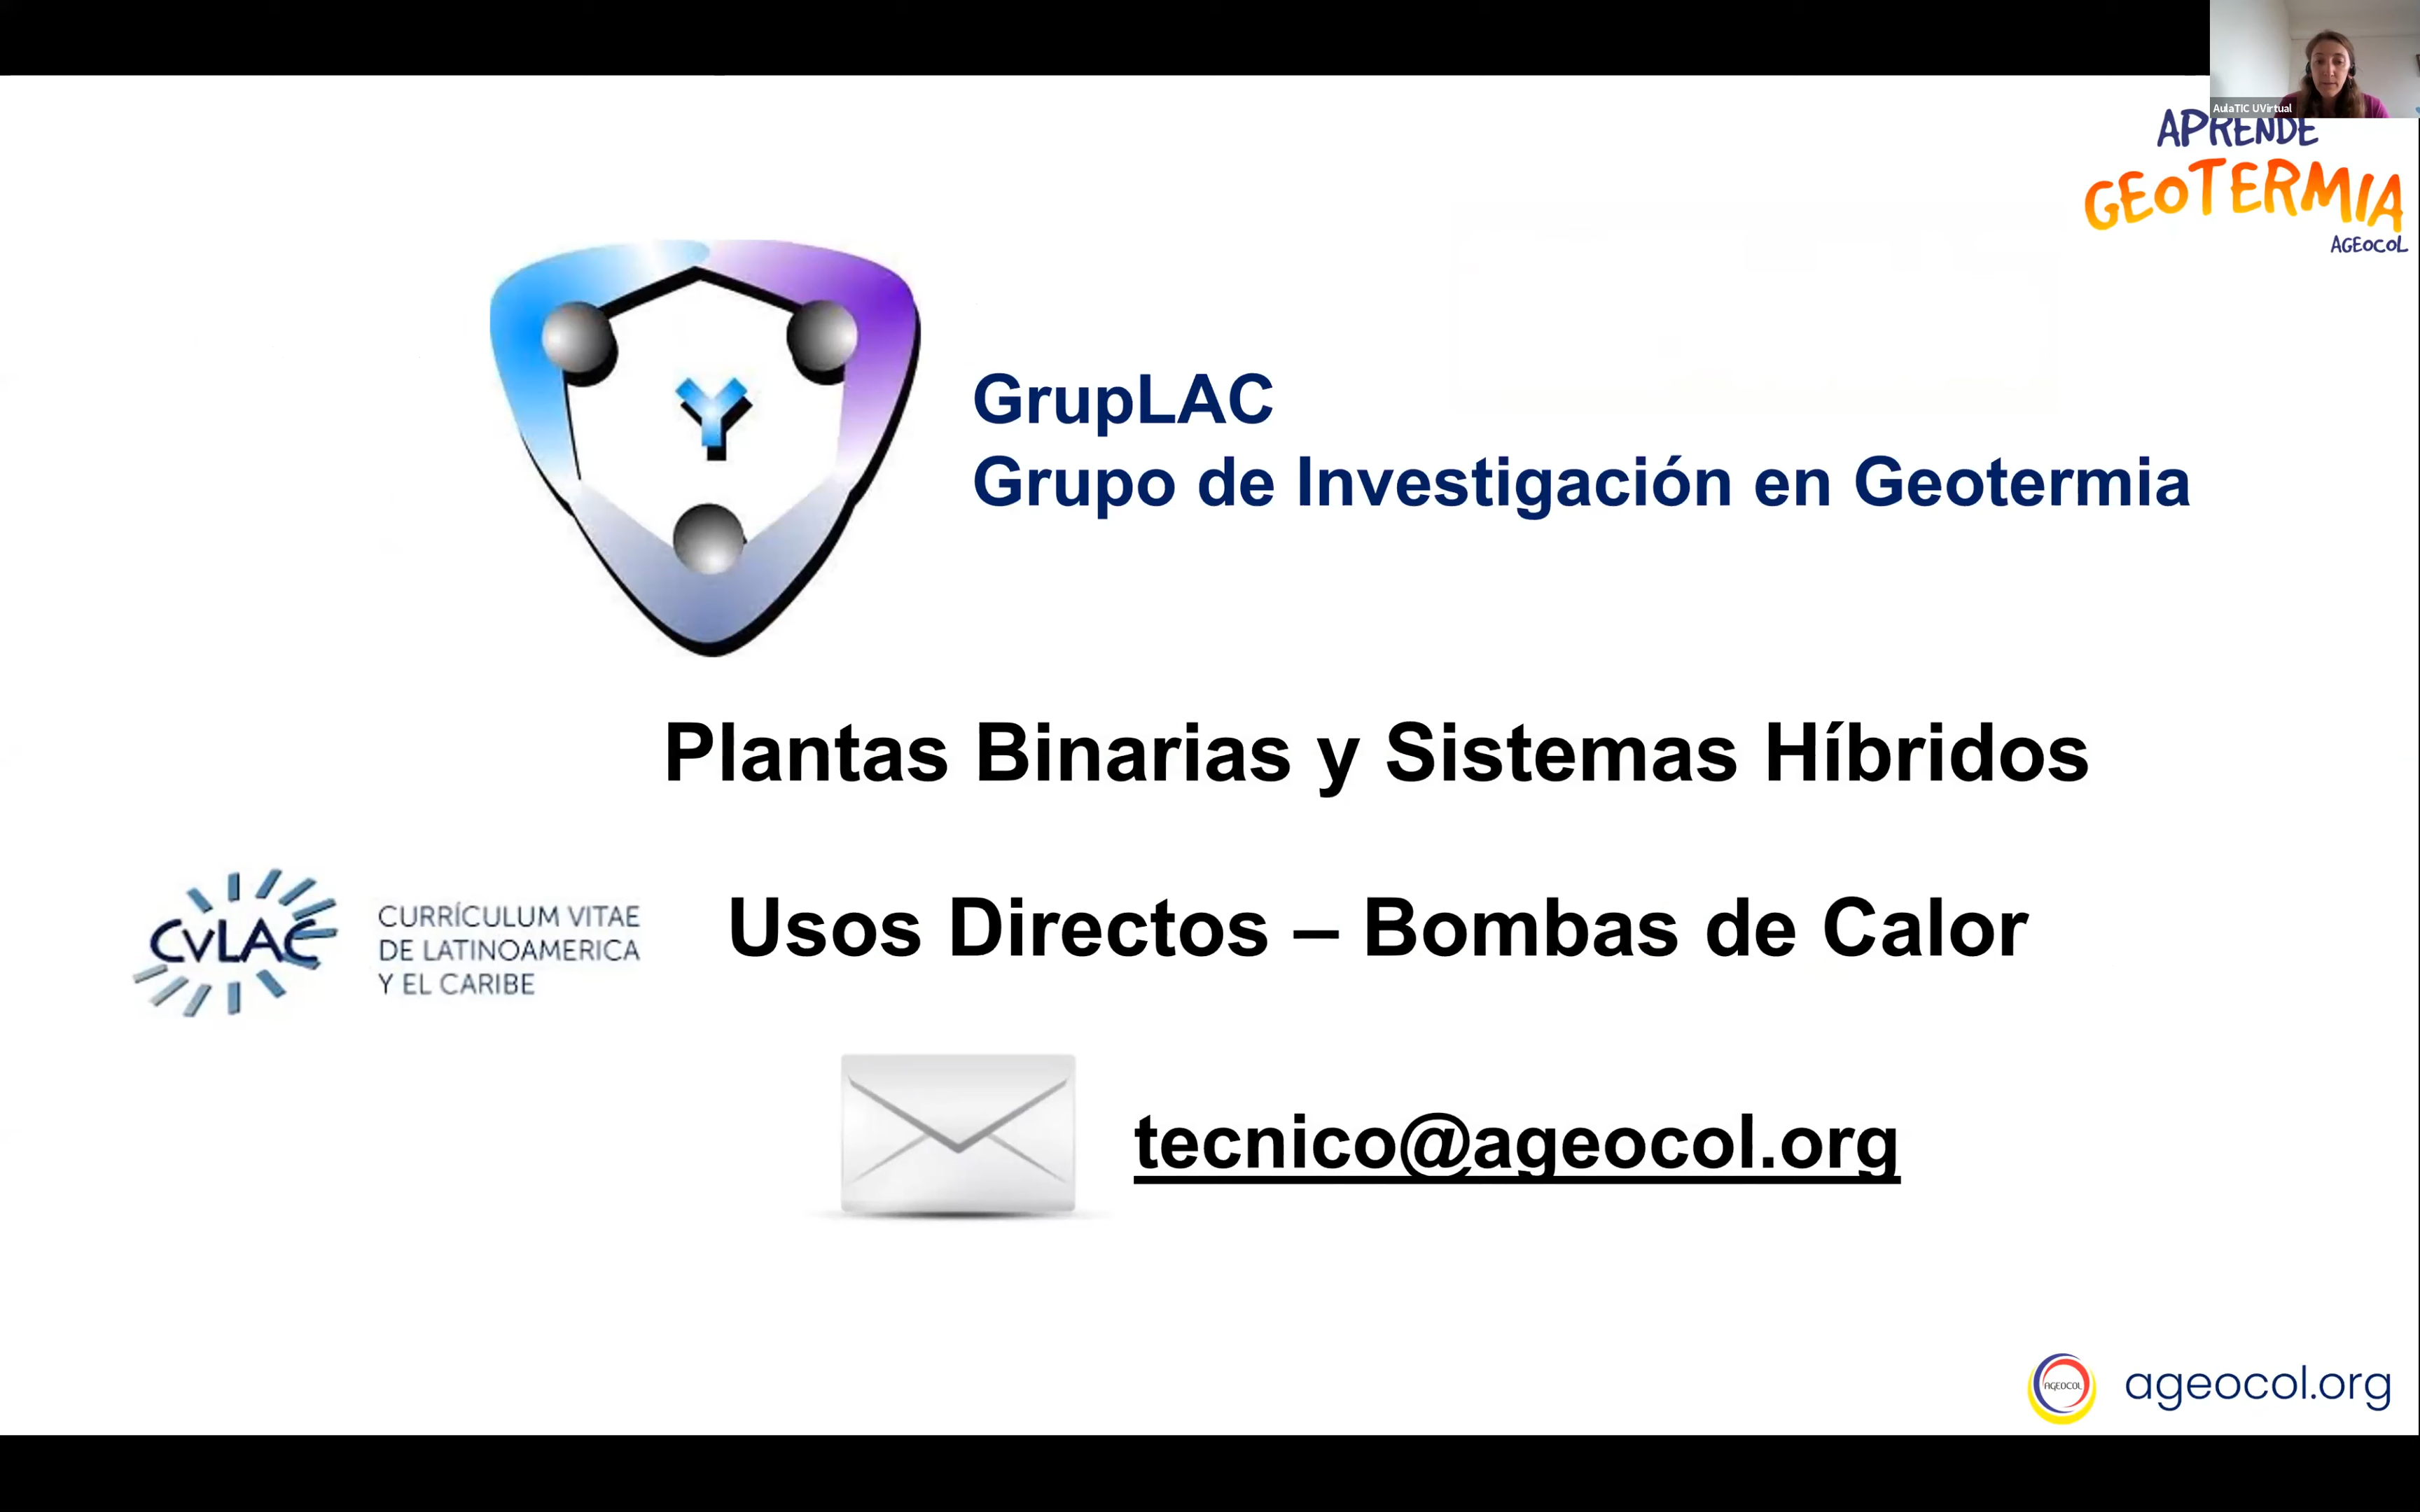 AulaTIC UVirtual
APRENDE
GEOTERMIA
AGEOCOL
Y
GrupLAC
Grupo de Investigación en Geotermia
Plantas Binarias y Sistemas Híbridos
CvLAC
CURRÍCULUM VITAE
DE LATINOAMERICA
Y EL CARIBE
Usos Directos – Bombas de Calor
tecnico@ageocol.org
AGEOCOL
ageocol.org